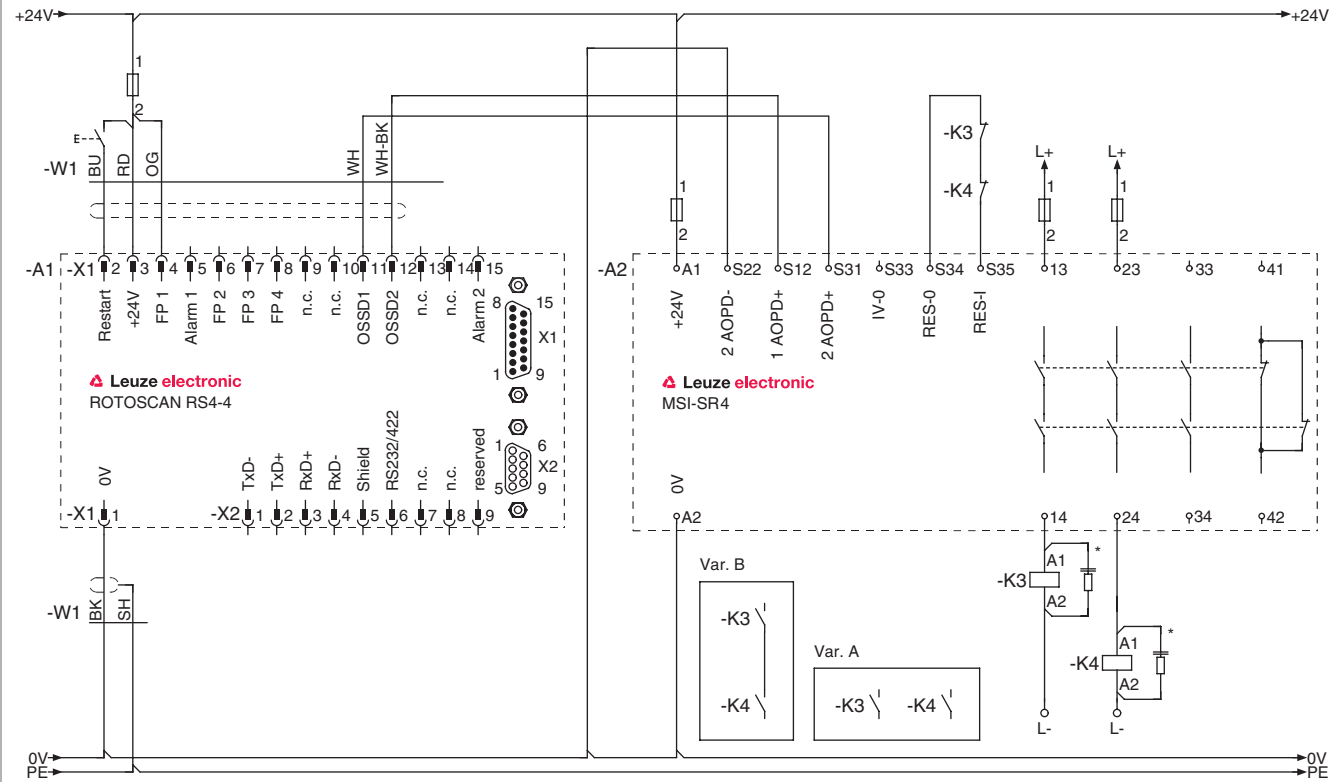 +24V +24V
1
2
E
-W1 BU RD OG WH WH-BK
-K3
-K4
L+ L+
1 1 1
2 2 2
-A1 -X1 2 3 4 5 6 7 8 9 10 11 12 13 14 15
Restart +24V FP 1 Alarm 1 FP 2 FP 3 FP 4 n.c. n.c. OSSD1 OSSD2 n.c. n.c. Alarm 2
8 15
X1
1 9
Leuze electronic
ROTOSCAN RS4-4
1 6
X2
5 9
0V TxD- TxD+ RxD+ RxD- Shield RS232/422 n.c. n.c. reserved
-X1 1 -X2 1 2 3 4 5 6 7 8 9
-W1 BK SH
-A2 A1 S22 S12 S31 S33 S34 S35 13 23 33 41
+24V 2 AOPD- 1 AOPD+ 2 AOPD+ IV-0 RES-0 RES-I
Leuze electronic
MSI-SR4
0V
A2 14 24 34 42
Var. B
-K3
-K4
Var. A
-K3 -K4
A1 *
-K3
A2
A1 *
-K4
A2
L- L-
0V 0V
PE PE